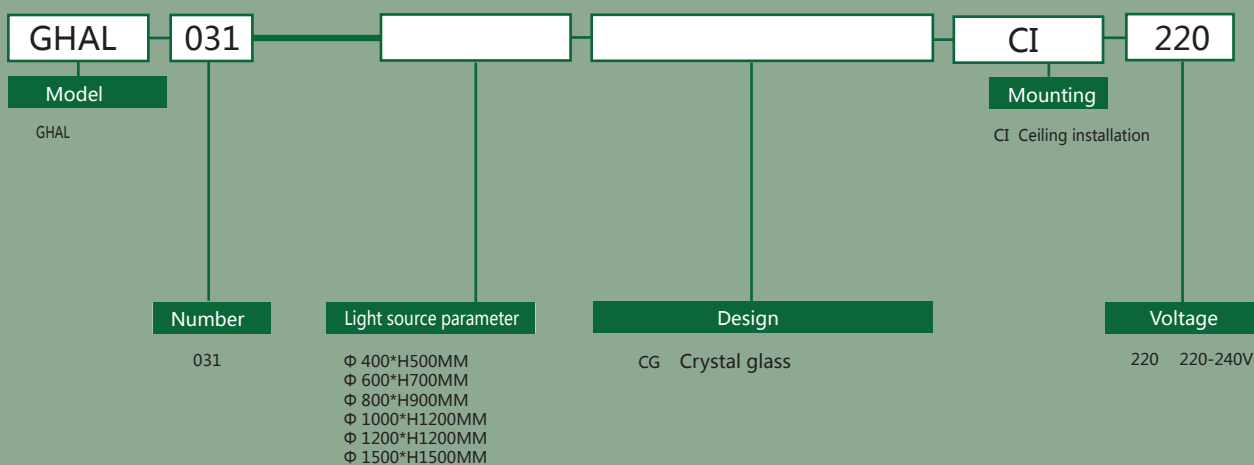 GHAL 031 CI 220
Model
Mounting
GHAL
CI Ceiling installation
Number
Light source parameter
Design
Voltage
031
Φ 400*H500MM
Φ 600*H700MM
Φ 800*H900MM
Φ 1000*H1200MM
Φ 1200*H1200MM
Φ 1500*H1500MM
CG Crystal glass
220 220-240V